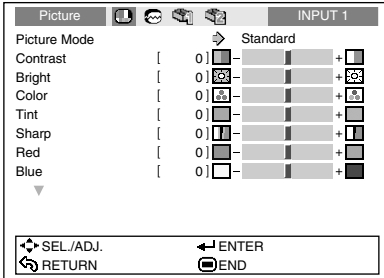 Picture INPUT 1
Picture Mode Standard
Contrast [ 0] - +
Bright [ 0] - +
Color [ 0] - +
Tint [ 0] - +
Sharp [ 0] - +
Red [ 0] - +
Blue [ 0] - +
SEL./ADJ. ENTER
RETURN END